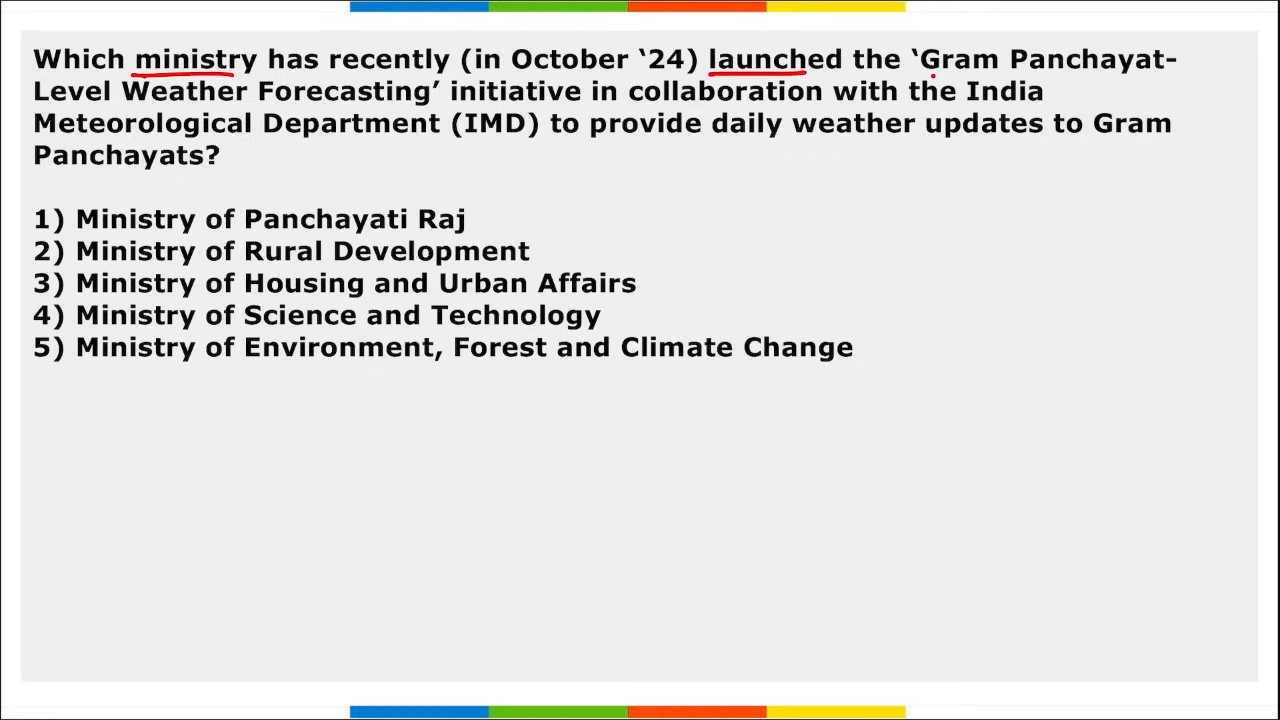 Which ministry has recently (in October ‘24) launched the ‘Gram Panchayat-
Level Weather Forecasting’ initiative in collaboration with the India
Meteorological Department (IMD) to provide daily weather updates to Gram
Panchayats?
1) Ministry of Panchayati Raj
2) Ministry of Rural Development
3) Ministry of Housing and Urban Affairs
4) Ministry of Science and Technology
5) Ministry of Environment, Forest and Climate Change